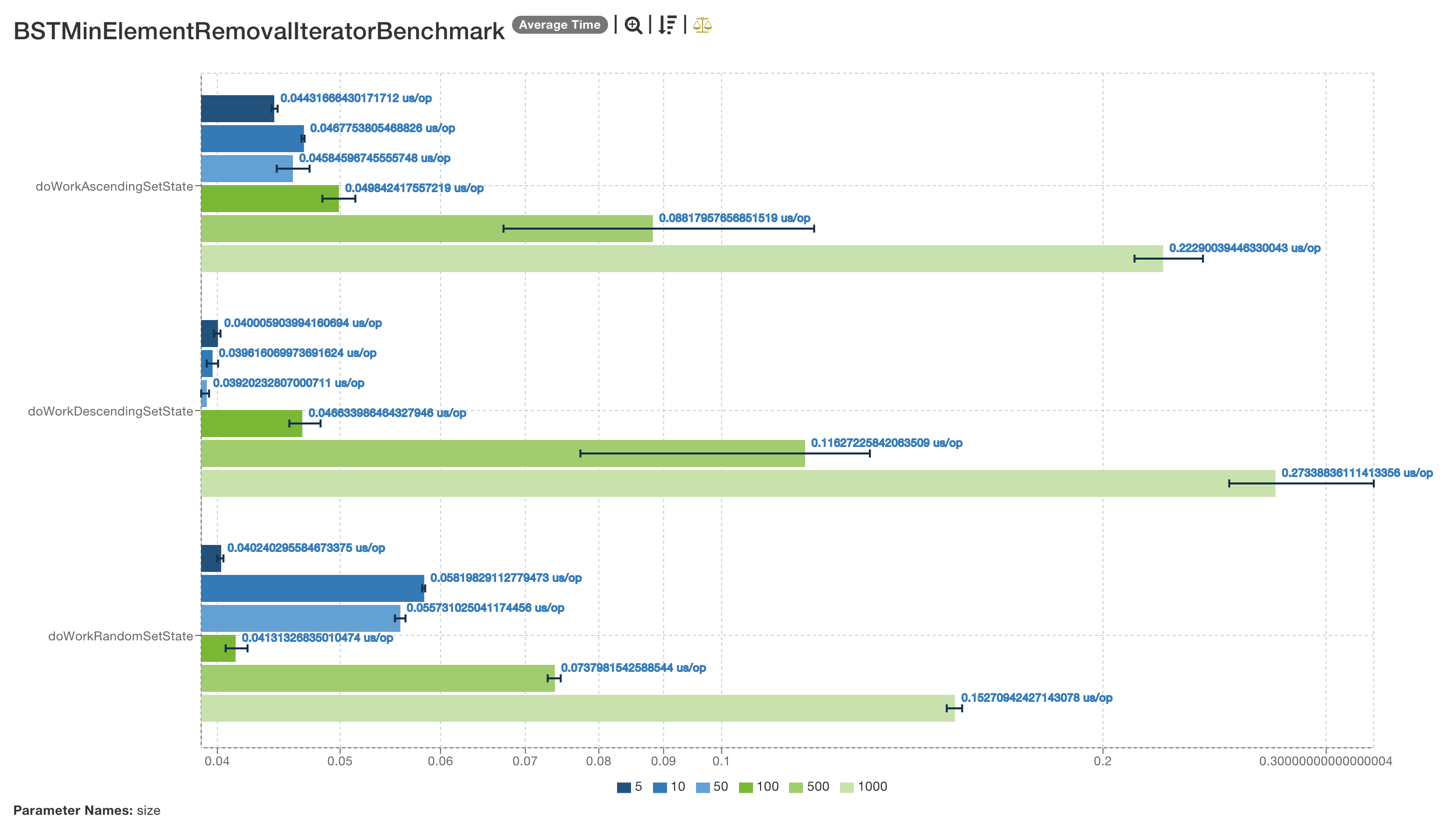 BSTMinElementRemovalIteratorBenchmark Average Time
0.04431666430171712 us/op
0.0467753805468826 us/op
0.04584596745555748 us/op
doWorkAscendingSetState
0.049842417557219 us/op
0.08817957656851519 us/op
0.22290039446330043 us/op
0.040005903994160694 us/op
0.039616069973691624 us/op
0.03920232807000711 us/op
doWorkDescendingSetState
0.046633986464327946 us/op
0.11627225842063509 us/op
0.27338836111413356 us/op
0.040240295584673375 us/op
0.05819829112779473 us/op
0.055731025041174456 us/op
doWorkRandomSetState
0.04131326835010474 us/op
0.0737981542588544 us/op
0.15270942427143078 us/op
0.04 0.05 0.06 0.07 0.08 0.09 0.1 0.2 0.30000000000000004
5 10 50 100 500 1000
Parameter Names: size